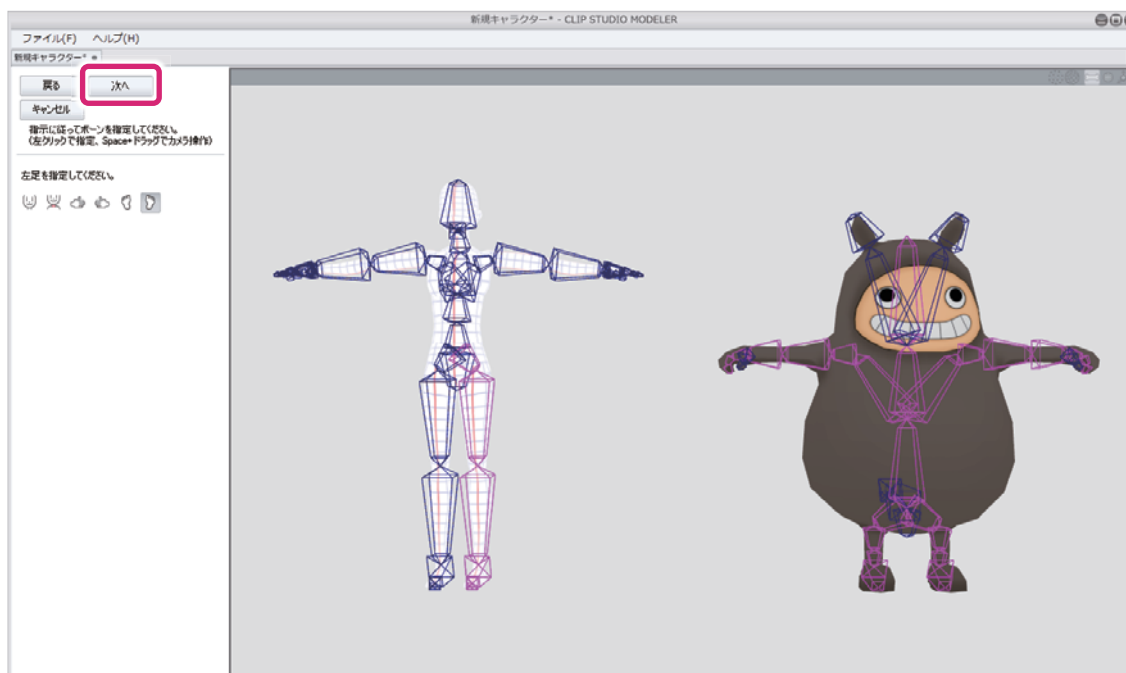 新規キャラクター* - CLIP STUDIO MODELER
ファイル(F) ヘルプ(H)
新規キャラクター*
戻る 次へ
キャンセル
指示に従ってボーンを指定してください。
(左クリックで指定、Space+ドラッグでカメラ操作)
左足を指定してください。